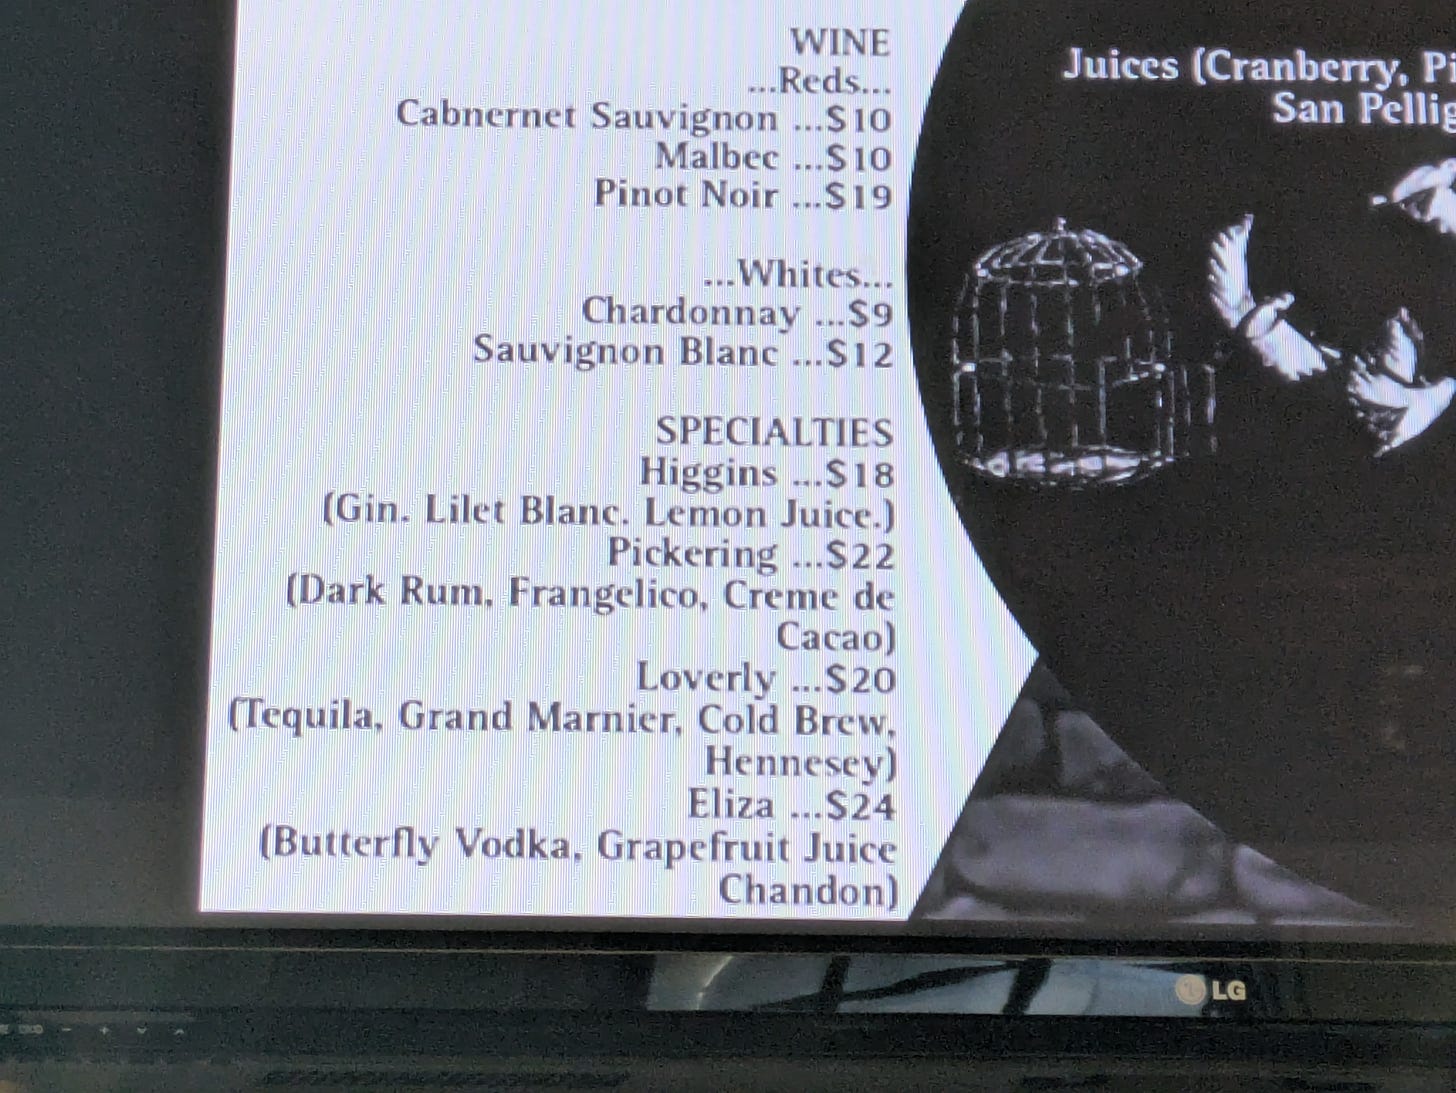 WINE
...Reds...
Cabnernet Sauvignon ...$10
Malbec ...$10
Pinot Noir ...$19
...Whites...
Chardonnay ...$9
Sauvignon Blanc ...$12
SPECIALTIES
Higgins ...$18
(Gin. Lilet Blanc. Lemon Juice.)
Pickering ...$22
(Dark Rum, Frangelico, Creme de
Cacao)
Loverly ...$20
(Tequila, Grand Marnier, Cold Brew,
Hennesey)
Eliza ...$24
(Butterfly Vodka, Grapefruit Juice
Chandon)
Juices (Cranberry, Pi
San Pellig
LG